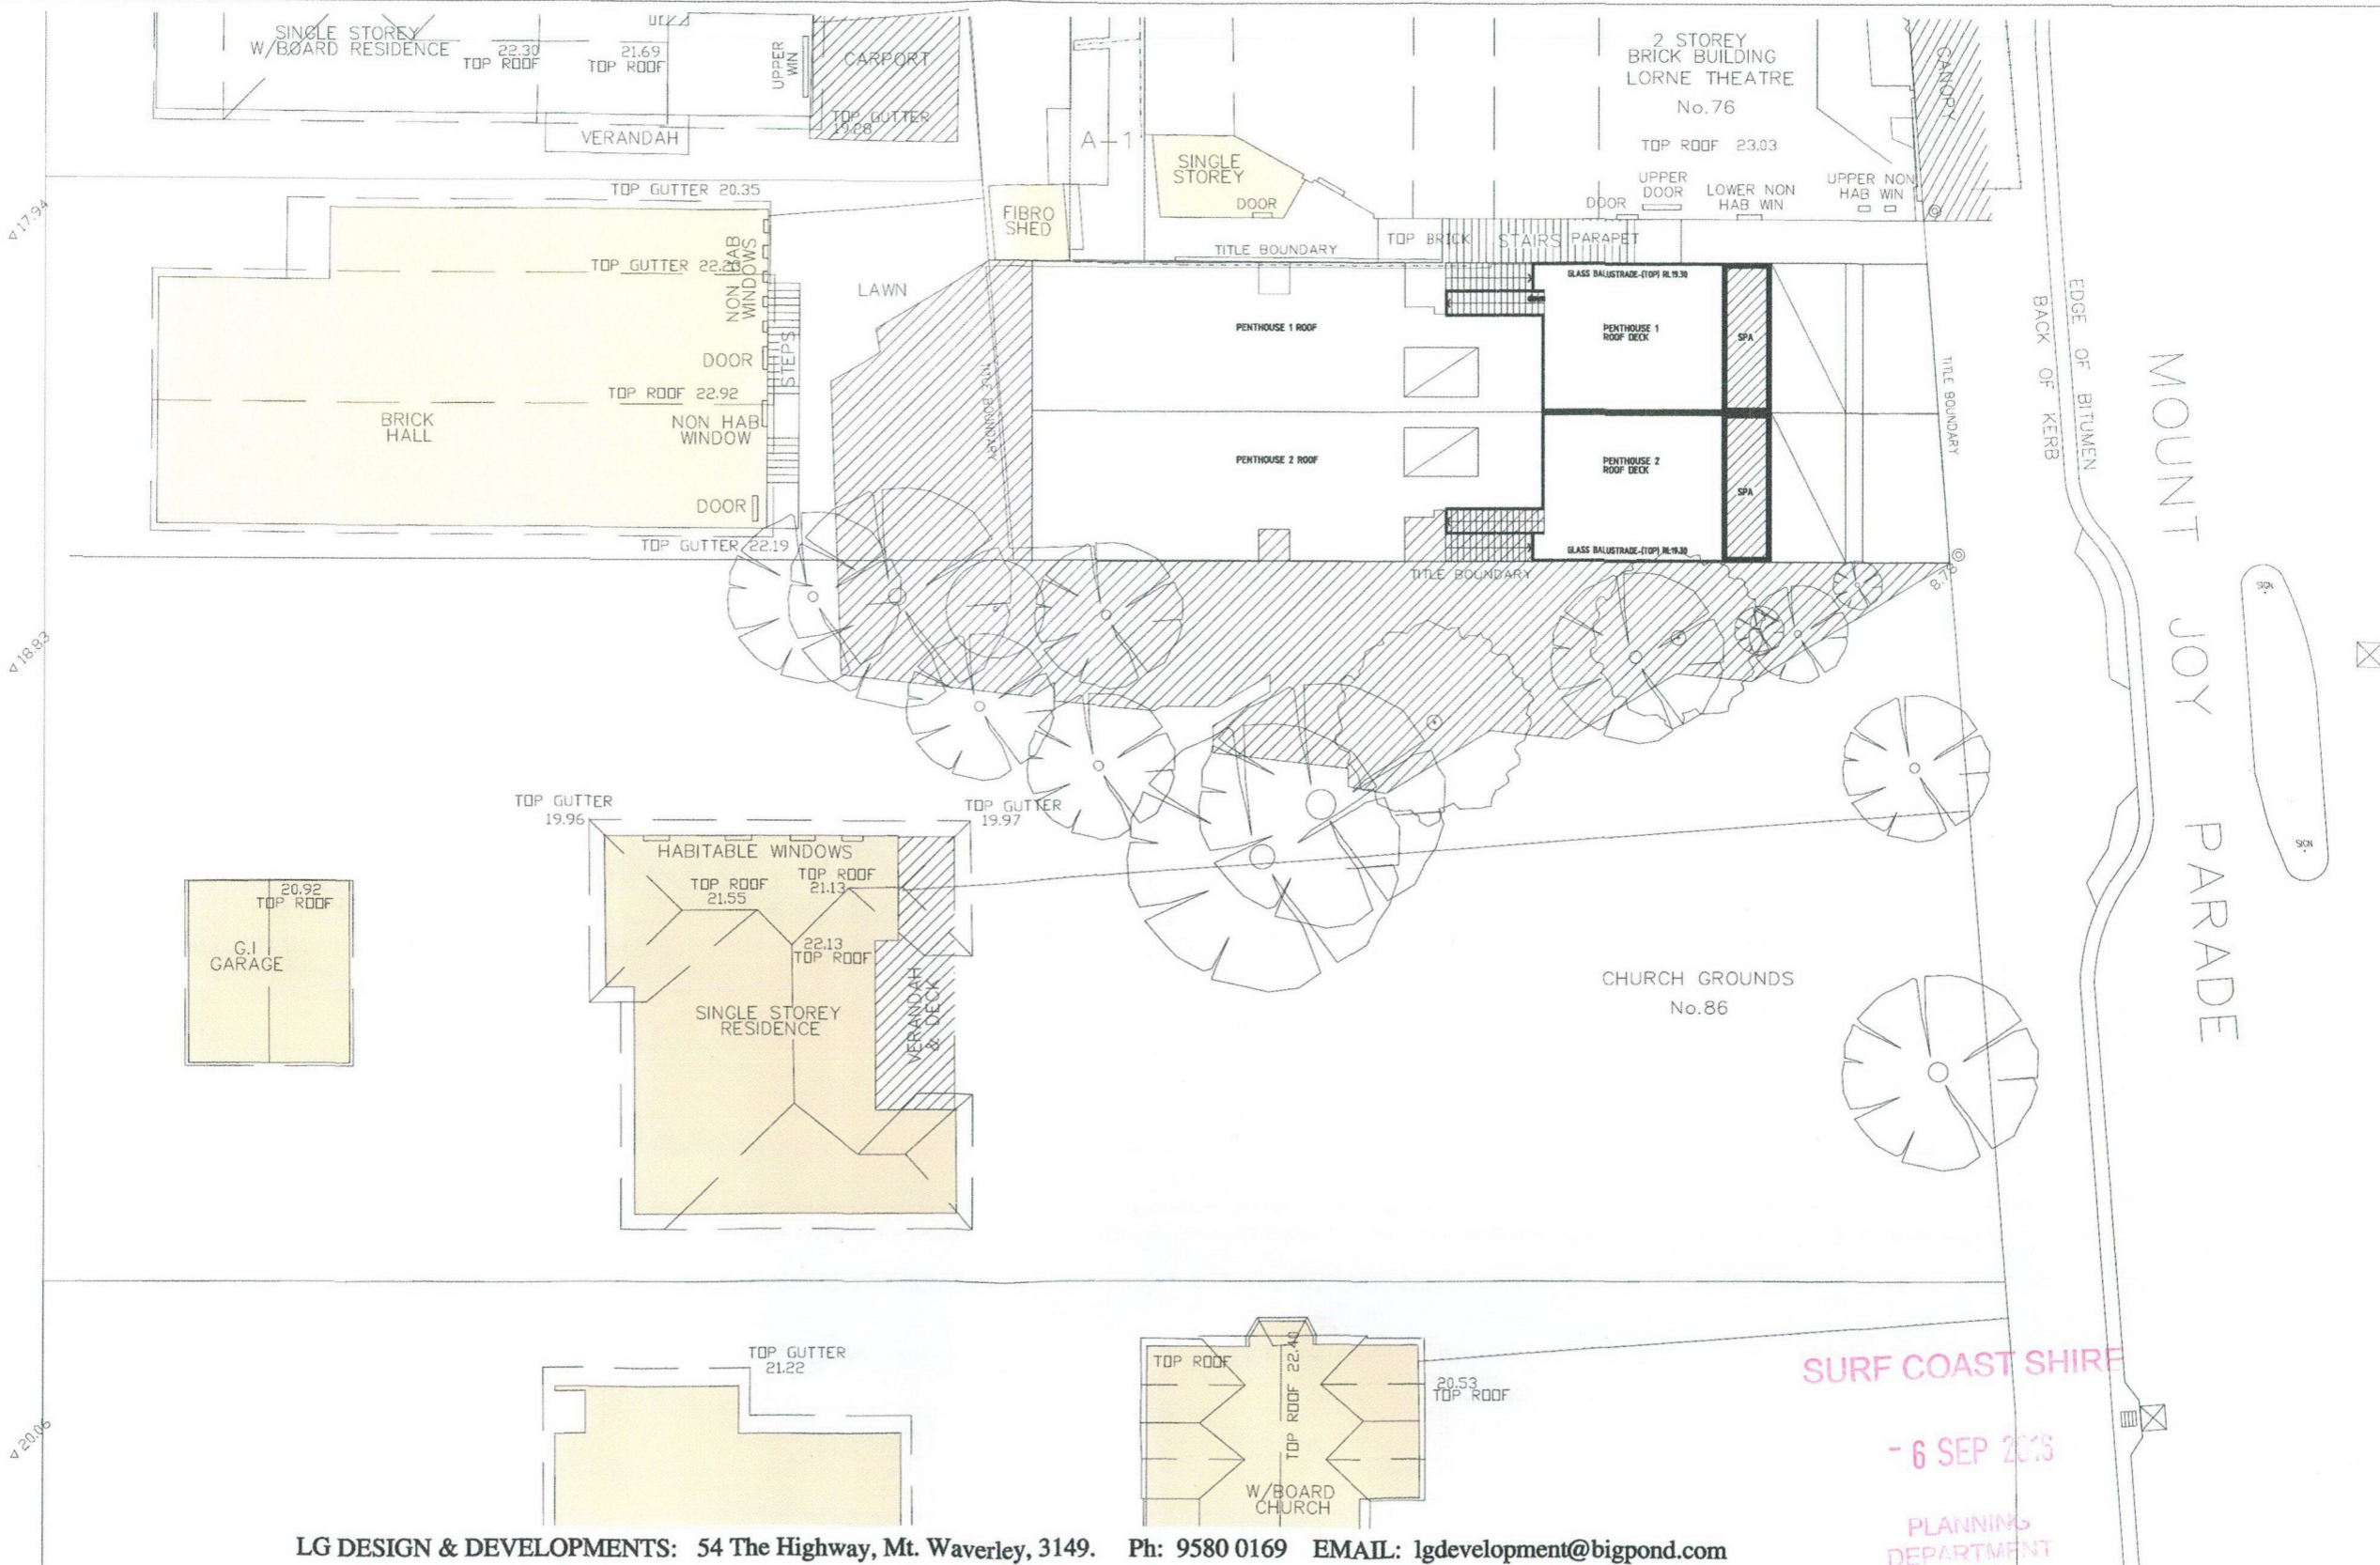 SINGLE STOREY
W/BOARD RESIDENCE
22.30
TOP ROOF
21.69
TOP ROOF
UPPER
WIN
CARPORT
TOP GUTTER
19.28
VERANDAH
A-1
SINGLE
STOREY
DOOR
2 STOREY
BRICK BUILDING
LORNE THEATRE
No.76
TOP ROOF 23.03
CANOPY
UPPER
DOOR
DOOR
LOWER NON
HAB WIN
UPPER NON
HAB WIN
TOP GUTTER 20.35
FIBRO
SHED
TITLE BOUNDARY
TOP BRICK
STAIRS
PARAPET
17.94
TOP GUTTER 22.20
NON HAB
WINDOWS
LAWN
STEPS
DOOR
TOP ROOF 22.92
BRICK
HALL
NON HAB
WINDOW
DOOR
TOP GUTTER 22.19
TITLE BOUNDARY
PENTHOUSE 1 ROOF
GLASS BALUSTRADE-(TOP) RL19.30
PENTHOUSE 1
ROOF DECK
SPA
PENTHOUSE 2 ROOF
PENTHOUSE 2
ROOF DECK
SPA
GLASS BALUSTRADE-(TOP) RL19.30
TITLE BOUNDARY
TITLE BOUNDARY
EDGE OF BITUMEN
BACK OF KERB
MOUNT JOY PARADE
SIGN
SIGN
18.83
TOP GUTTER
19.96
TOP GUTTER
19.97
HABITABLE WINDOWS
TOP ROOF
21.55
TOP ROOF
21.13
22.13
TOP ROOF
SINGLE STOREY
RESIDENCE
VERANDAH
& DECK
20.92
TOP ROOF
G.I
GARAGE
CHURCH GROUNDS
No.86
TOP GUTTER
21.22
TOP ROOF
TOP ROOF 22.40
20.53
TOP ROOF
W/BOARD
CHURCH
20.06
SURF COAST SHIRE
- 6 SEP
PLANNING
DEPARTMENT
LG DESIGN & DEVELOPMENTS: 54 The Highway, Mt. Waverley, 3149. Ph: 9580 0169 EMAIL: lgdevelopment@bigpond.com